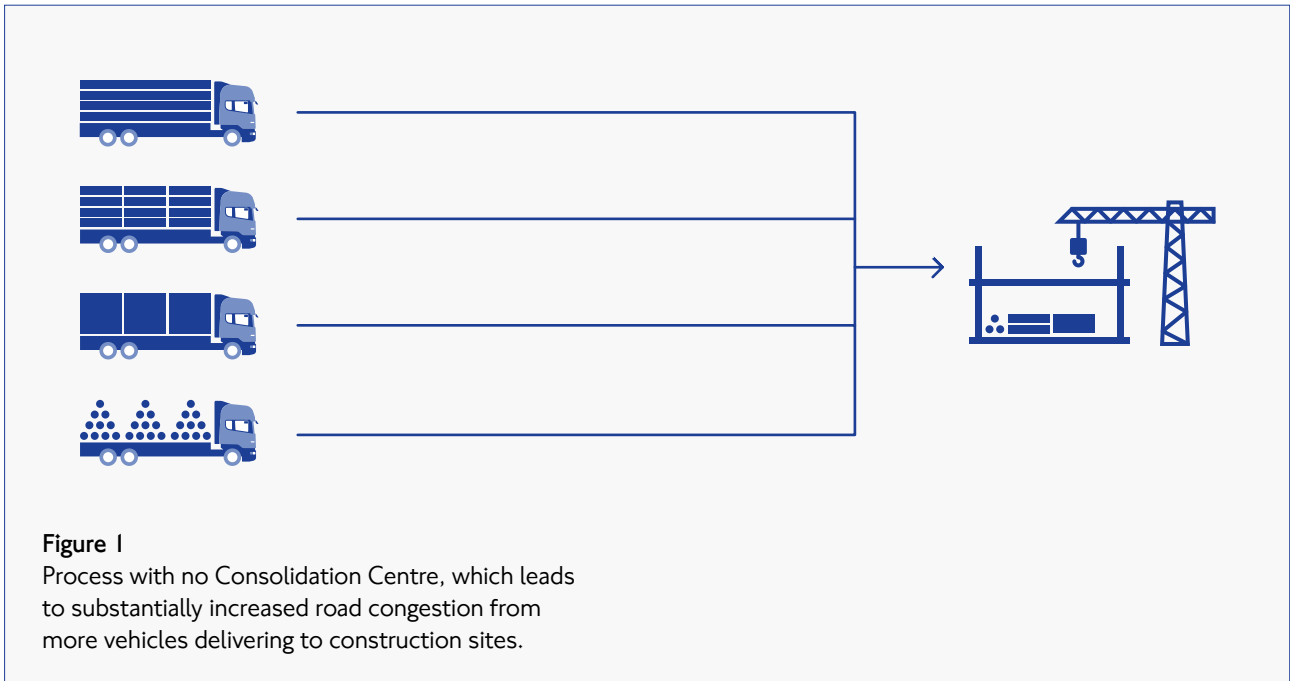 Figure 1
Process with no Consolidation Centre, which leads
to substantially increased road congestion from
more vehicles delivering to construction sites.